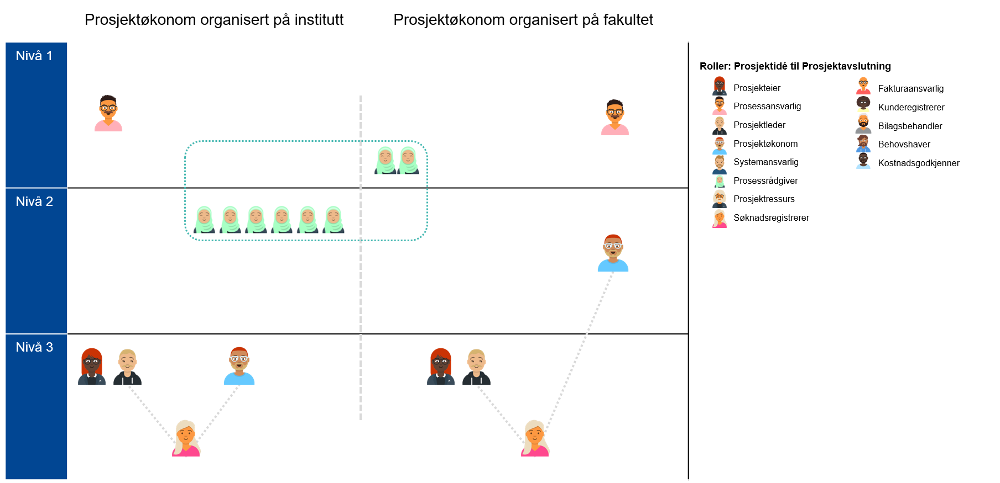 Prosjektøkonom organisert på institutt
Prosjektøkonom organisert på fakultet
Nivå 1
Nivå 2
Nivå 3
Roller: Prosjektidé til Prosjektavslutning
Prosjekteier
Prosessansvarlig
Prosjektleder
Prosjektøkonom
Systemansvarlig
Prosessrådgiver
Prosjektressurs
Søknadsregistrerer
Fakturaansvarlig
Kunderegistrerer
Bilagsbehandler
Behovshaver
Kostnadsgodkjenner